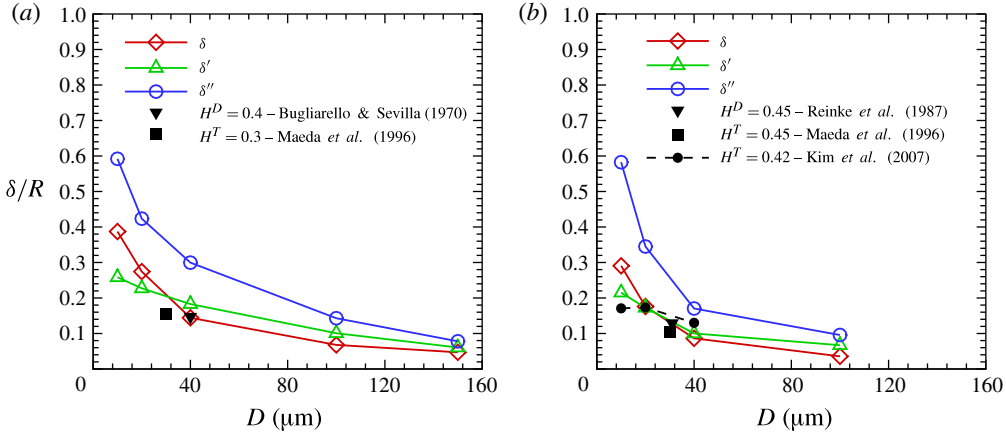 (a)
δ/R
1.0
0.9
0.8
0.7
0.6
0.5
0.4
0.3
0.2
0.1
0
40
80
120
160
D (μm)
δ
δ′
δ″
H^D = 0.4 – Bugliarello & Sevilla (1970)
H^T = 0.3 – Maeda et al. (1996)
(b)
1.0
0.9
0.8
0.7
0.6
0.5
0.4
0.3
0.2
0.1
0
40
80
120
160
D (μm)
δ
δ′
δ″
H^D = 0.45 – Reinke et al. (1987)
H^T = 0.45 – Maeda et al. (1996)
H^T = 0.42 – Kim et al. (2007)